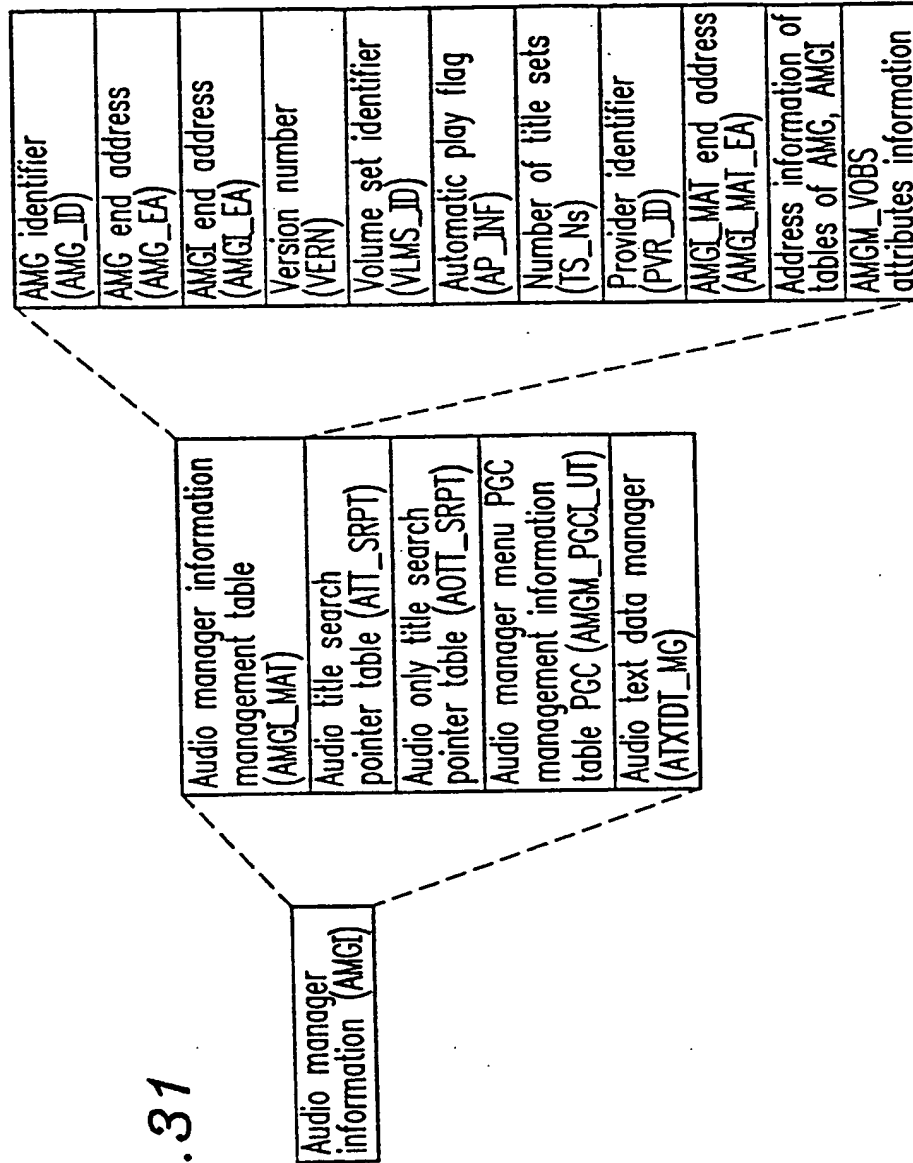 .31
Audio manager
information (AMGI)
Audio manager information
management table
(AMGI_MAT)
Audio title search
pointer table (ATT_SRPT)
Audio only title search
pointer table (AOTT_SRPT)
Audio manager menu PGC
management information
table PGC (AMGM_PGCI_UT)
Audio text data manager
(ATXTDT_MG)
AMG identifier
(AMG_ID)
AMG end address
(AMG_EA)
AMGI end address
(AMGI_EA)
Version number
(VERN)
Volume set identifier
(VLMS_ID)
Automatic play flag
(AP_INF)
Number of title sets
(TS_Ns)
Provider identifier
(PVR_ID)
AMGI_MAT end address
(AMGI_MAT_EA)
Address information of
tables of AMG, AMGI
AMGM_VOBS
attributes information